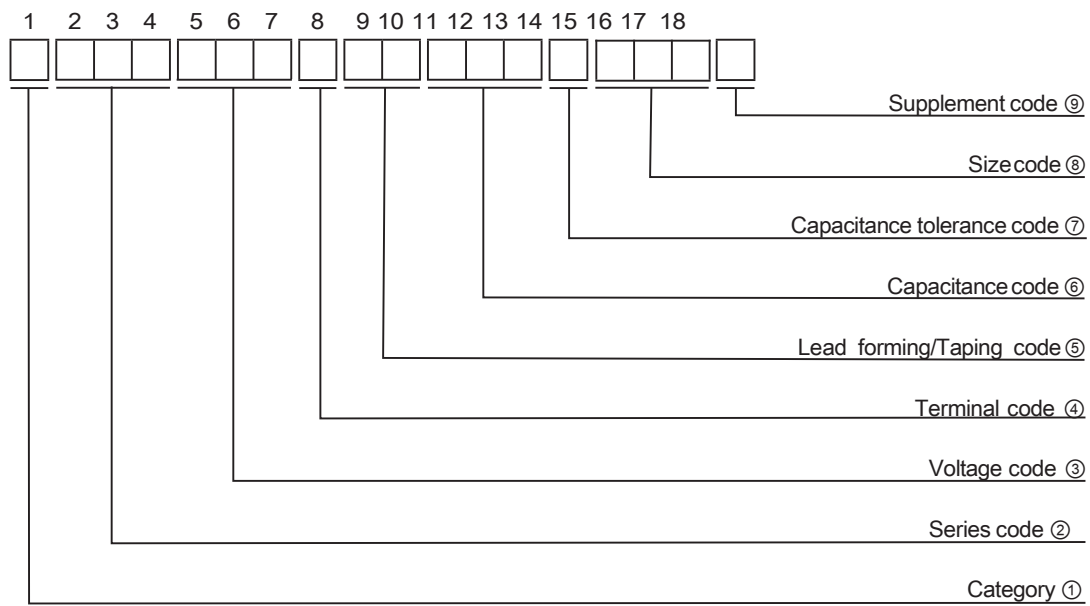 1 2 3 4 5 6 7 8 9 10 11 12 13 14 15 16 17 18
Supplement code ⑨
Size code ⑧
Capacitance tolerance code ⑦
Capacitance code ⑥
Lead forming/Taping code ⑤
Terminal code ④
Voltage code ③
Series code ②
Category ①